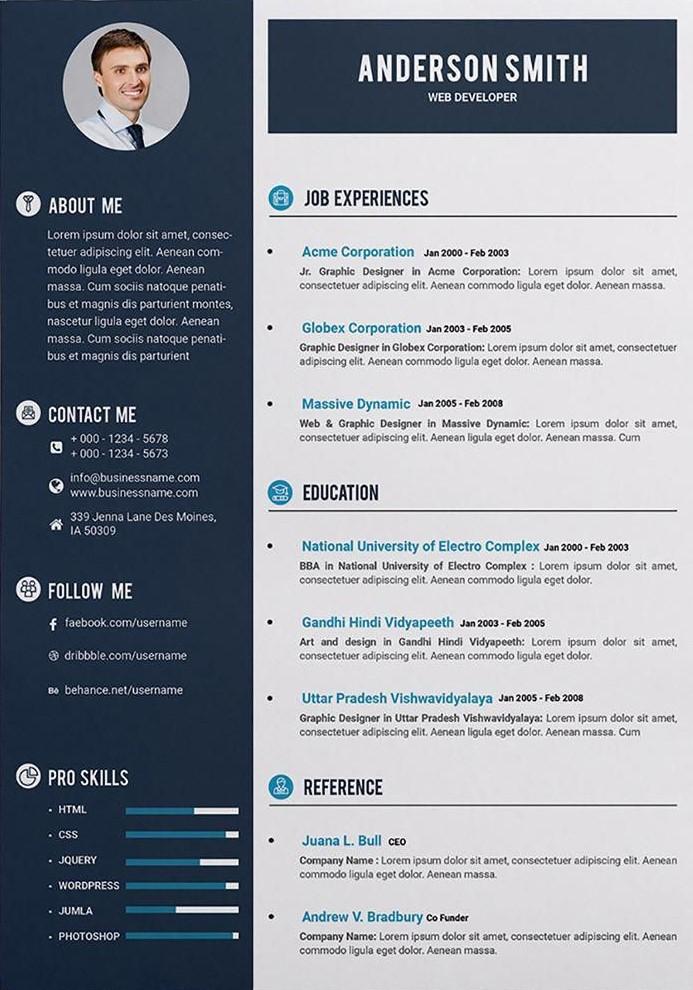 ANDERSON SMITH
WEB DEVELOPER
ABOUT ME
Lorem ipsum dolor sit amet, consec-
tetuer adipiscing elit. Aenean com-
modo ligula eget dolor. Aenean
massa. Cum sociis natoque penati-
bus et magnis dis parturient montes,
nascetur ligula eget dolor. Aenean
massa. Cum sociis natoque penati-
bus et magnis dis parturient
CONTACT ME
+ 000 - 1234 - 5678
+ 000 - 1234 - 5673
info@businessname.com
www.businessname.com
339 Jenna Lane Des Moines,
IA 50309
FOLLOW ME
faebook.com/username
dribbble.com/username
Bē behance.net/username
PRO SKILLS
• HTML
• CSS
• JQUERY
• WORDPRESS
• JUMLA
• PHOTOSHOP
JOB EXPERIENCES
• Acme Corporation Jan 2000 - Feb 2003
Jr. Graphic Designer in Acme Corporation: Lorem ipsum dolor sit amet,
consectetuer adipiscing elit. Aenean commodo ligula eget dolor. Aenean massa.
• Globex Corporation Jan 2003 - Feb 2005
Graphic Designer in Globex Corporation: Lorem ipsum dolor sit amet, consectetuer
adipiscing elit. Aenean commodo ligula eget dolor. Aenean massa.
• Massive Dynamic Jan 2005 - Feb 2008
Web & Graphic Designer in Massive Dynamic: Lorem ipsum dolor sit amet,
consectetuer adipiscing elit. Aenean ligula eget dolor. Aenean massa. Cum
EDUCATION
• National University of Electro Complex Jan 2000 - Feb 2003
BBA in National University of Electro Complex : Lorem ipsum dolor sit amet,
consectetuer adipiscing elit. Aenean commodo ligula eget dolor.
• Gandhi Hindi Vidyapeeth Jan 2003 - Feb 2005
Art and design in Gandhi Hindi Vidyapeeth: Lorem ipsum dolor sit amet,
consectetuer adipiscing elit. Aenean commodo ligula eget dolor.
• Uttar Pradesh Vishwavidyalaya Jan 2005 - Feb 2008
Graphic Designer in Uttar Pradesh Vishwavidyalaya: Lorem ipsum dolor sit amet,
consectetuer adipiscing elit. Aenean commodo ligula eget dolor. Aenean massa. Cum
REFERENCE
• Juana L. Bull CEO
Company Name : Lorem ipsum dolor sit amet, consectetuer adipiscing elit. Aenean
commodo ligula eget dolor. Aenean massa.
• Andrew V. Bradbury Co Funder
Company Name: Lorem ipsum dolor sit amet, consectetuer adipiscing elit. Aenean
commodo ligula eget dolor. Aenean massa.